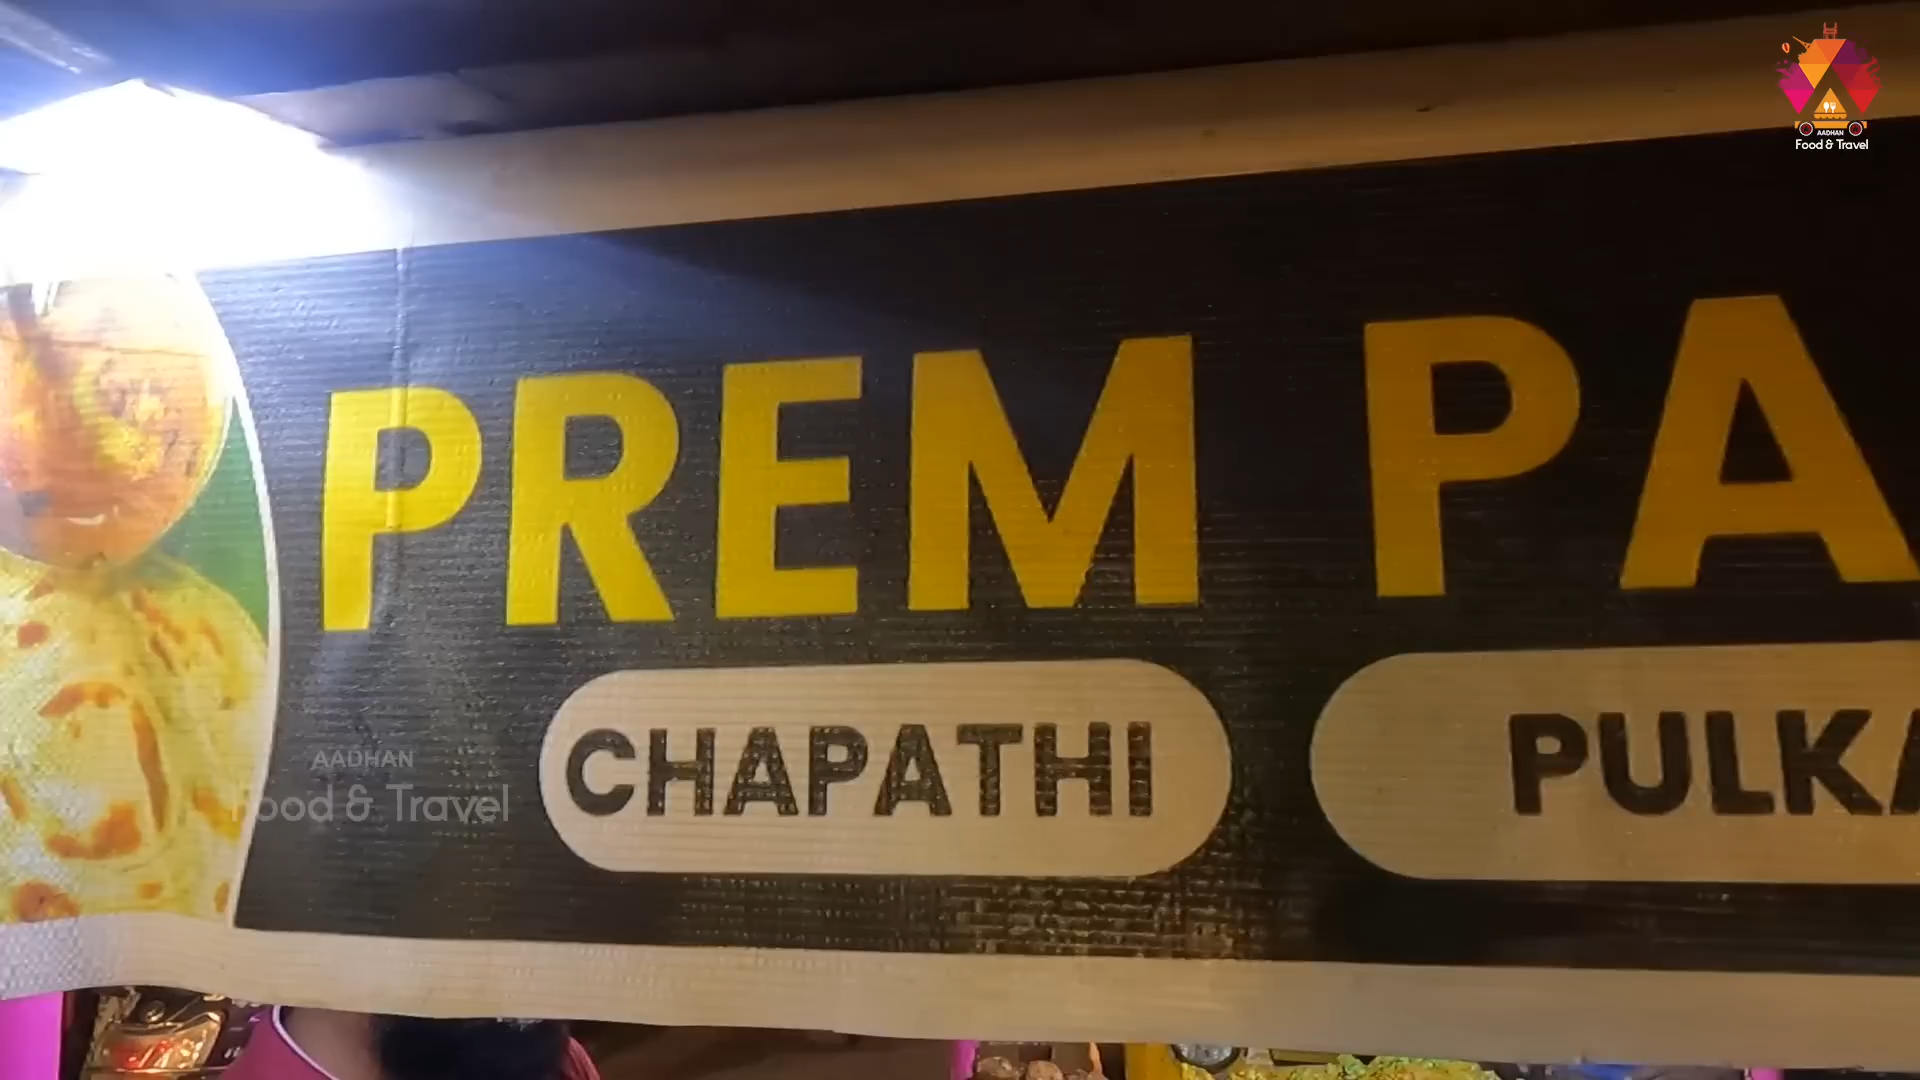 AADHAN
Food & Travel
PREM PA
CHAPATHI
PULKA
AADHAN
Food & Travel